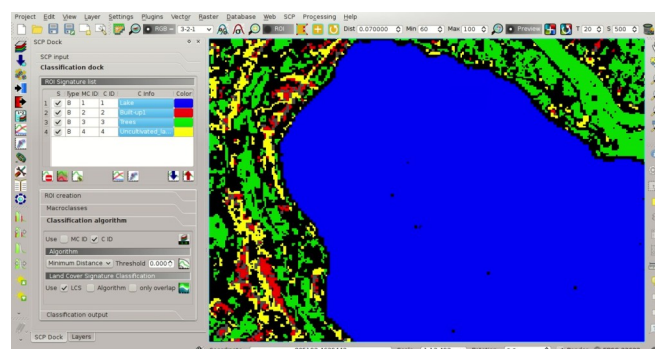 Project Edit View Layer Settings Plugins Vector Raster Database Web SCP Processing Help
RGB = 3-2-1 ROI Dist 0.070000 Min 60 Max 100 Preview T 20 S 500
SCP Dock
SCP input
Classification dock
ROI Signature list
S Type MC ID C ID C Info Color
1 B 1 1 Lake
2 B 2 2 Built-up1
3 B 3 3 Trees
4 B 4 4 Uncultivated_la...
ROI creation
Macroclasses
Classification algorithm
Use MC ID C ID
Algorithm
Minimum Distance Threshold 0.000
Land Cover Signature Classification
Use LCS Algorithm only overlap
Classification output
SCP Dock Layers